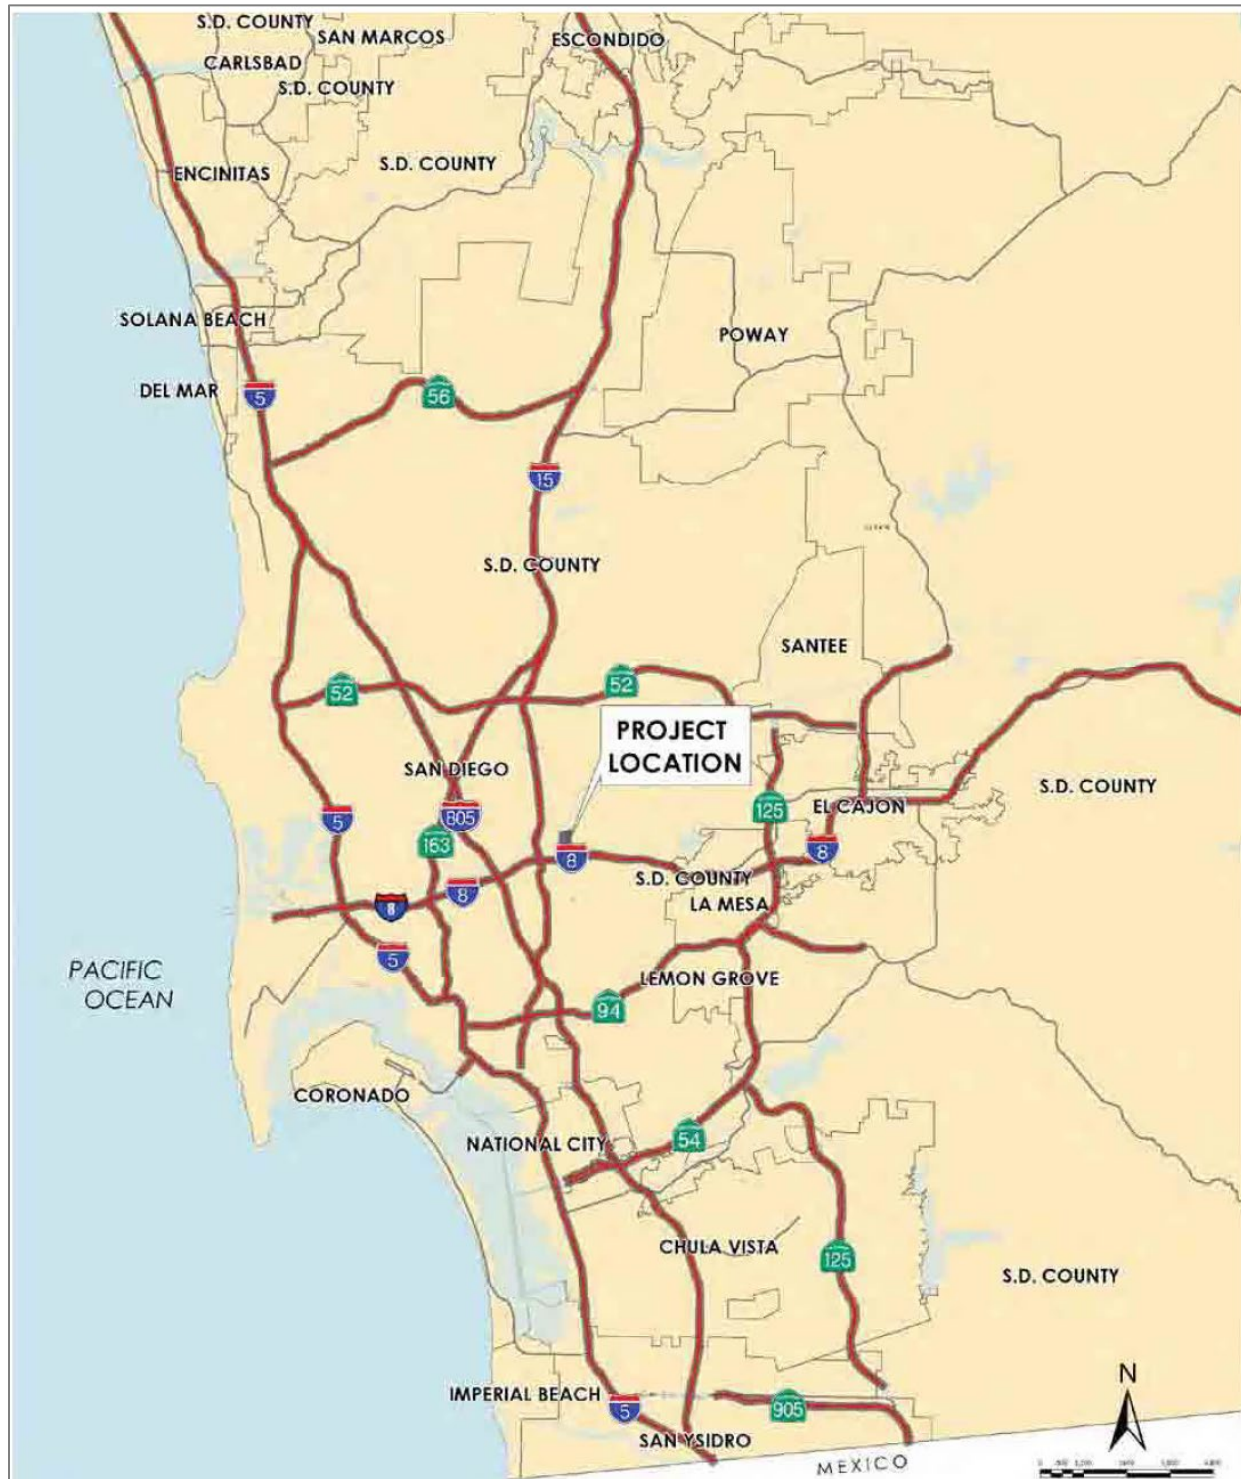 S.D. COUNTY
SAN MARCOS
ESCONDIDO
CARLSBAD
S.D. COUNTY
ENCINITAS
S.D. COUNTY
SOLANA BEACH
POWAY
DEL MAR
5
56
15
S.D. COUNTY
SANTEE
52
52
PROJECT
LOCATION
SAN DIEGO
S.D. COUNTY
EL CAJON
125
5
805
163
8
8
S.D. COUNTY
8
LA MESA
8
5
PACIFIC
OCEAN
LEMON GROVE
94
CORONADO
NATIONAL CITY
54
CHULA VISTA
125
S.D. COUNTY
N
IMPERIAL BEACH
5
905
SAN YSIDRO
MEXICO